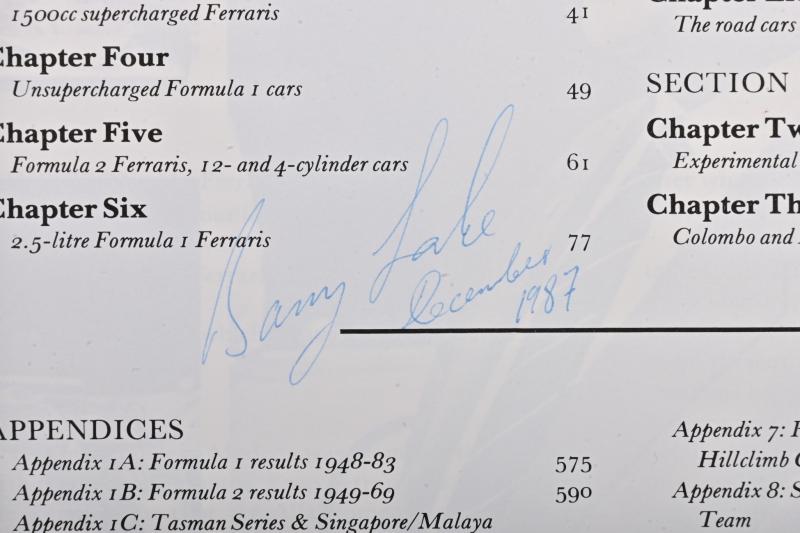 1500cc supercharged Ferraris 41
Chapter Four
Unsupercharged Formula 1 cars 49
Chapter Five
Formula 2 Ferraris, 12- and 4-cylinder cars 61
Chapter Six
2.5-litre Formula 1 Ferraris 77
The road cars
SECTION
Chapter Tw
Experimental
Chapter Th
Colombo and
Barry Lake
December
1987
APPENDICES
Appendix 1A: Formula 1 results 1948-83 575
Appendix 1B: Formula 2 results 1949-69 590
Appendix 1C: Tasman Series & Singapore/Malaya
Appendix 7:
Hillclimb
Appendix 8: S
Team